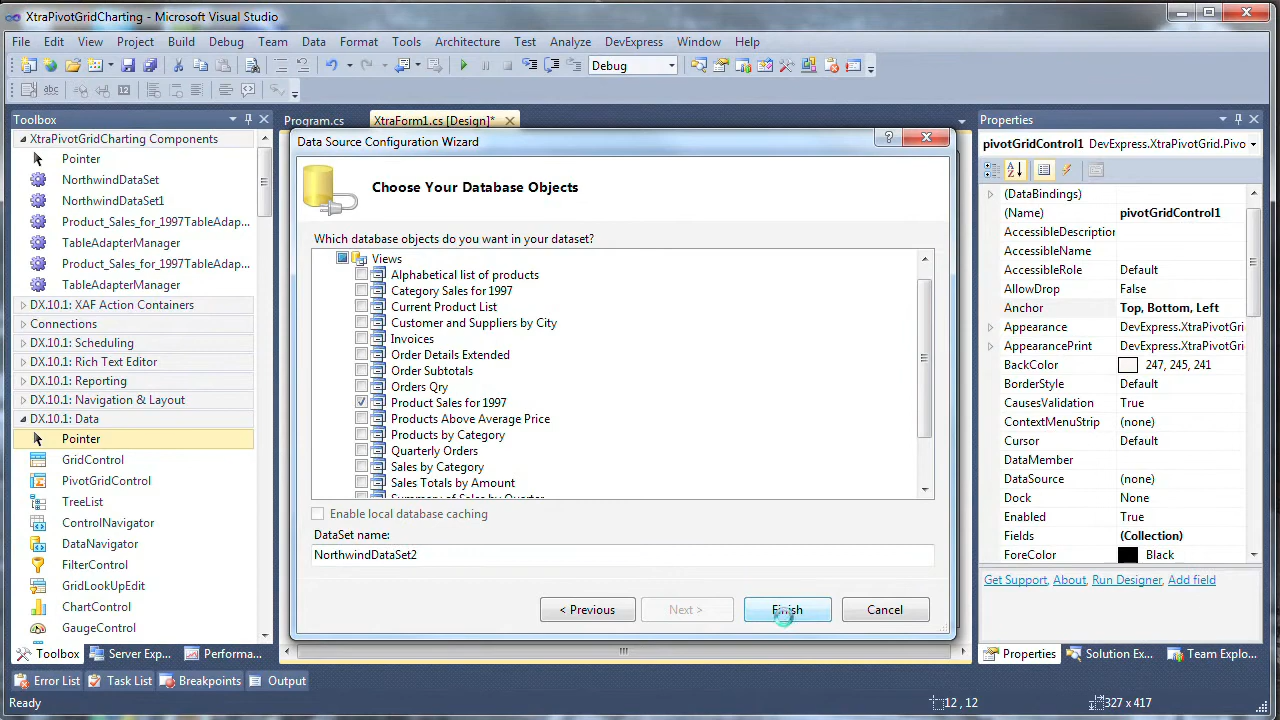 XtraPivotGridCharting - Microsoft Visual Studio
File Edit View Project Build Debug Team Data Format Tools Architecture Test Analyze DevExpress Window Help
Debug
Toolbox
XtraPivotGridCharting Components
Pointer
NorthwindDataSet
NorthwindDataSet1
Product_Sales_for_1997TableAdap...
TableAdapterManager
Product_Sales_for_1997TableAdap...
TableAdapterManager
DX.10.1: XAF Action Containers
Connections
DX.10.1: Scheduling
DX.10.1: Rich Text Editor
DX.10.1: Reporting
DX.10.1: Navigation & Layout
DX.10.1: Data
Pointer
GridControl
PivotGridControl
TreeList
ControlNavigator
DataNavigator
FilterControl
GridLookUpEdit
ChartControl
GaugeControl
Toolbox Server Exp... Performa...
Program.cs XtraForm1.cs [Design]*
Data Source Configuration Wizard
Choose Your Database Objects
Which database objects do you want in your dataset?
Views
Alphabetical list of products
Category Sales for 1997
Current Product List
Customer and Suppliers by City
Invoices
Order Details Extended
Order Subtotals
Orders Qry
Product Sales for 1997
Products Above Average Price
Products by Category
Quarterly Orders
Sales by Category
Sales Totals by Amount
Summary of Sales by Quarter
Enable local database caching
DataSet name:
NorthwindDataSet2
< Previous Next > Finish Cancel
Properties
pivotGridControl1 DevExpress.XtraPivotGrid.Pivo
(DataBindings)
(Name) pivotGridControl1
AccessibleDescription
AccessibleName
AccessibleRole Default
AllowDrop False
Anchor Top, Bottom, Left
Appearance DevExpress.XtraPivotGri
AppearancePrint DevExpress.XtraPivotGri
BackColor 247, 245, 241
BorderStyle Default
CausesValidation True
ContextMenuStrip (none)
Cursor Default
DataMember
DataSource (none)
Dock None
Enabled True
Fields (Collection)
ForeColor Black
Get Support, About, Run Designer, Add field
Properties Solution Ex... Team Explo...
Error List Task List Breakpoints Output
Ready 12 , 12 327 x 417